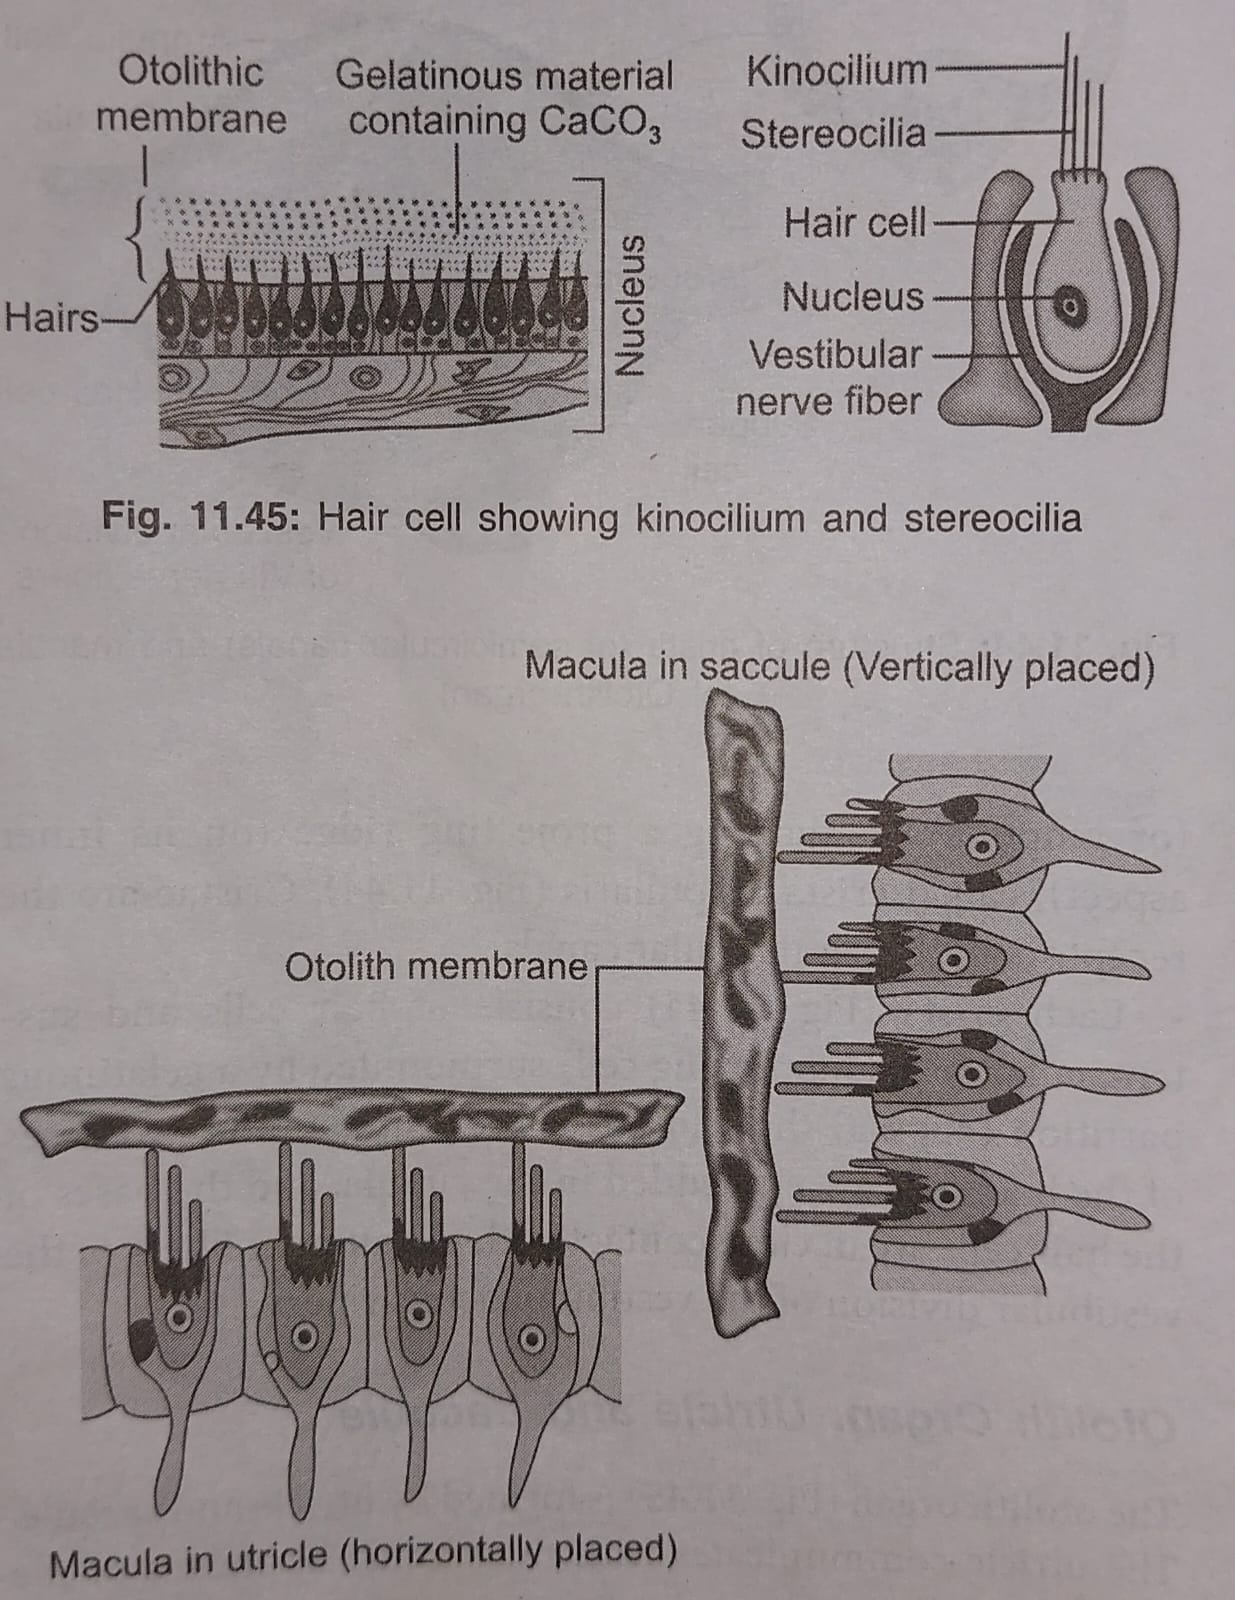 Otolithic
membrane
Gelatinous material
containing CaCO₃
Hairs
Nucleus
Kinocilium
Stereocilia
Hair cell
Nucleus
Vestibular
nerve fiber
Fig. 11.45: Hair cell showing kinocilium and stereocilia
Macula in saccule (Vertically placed)
Otolith membrane
Macula in utricle (horizontally placed)